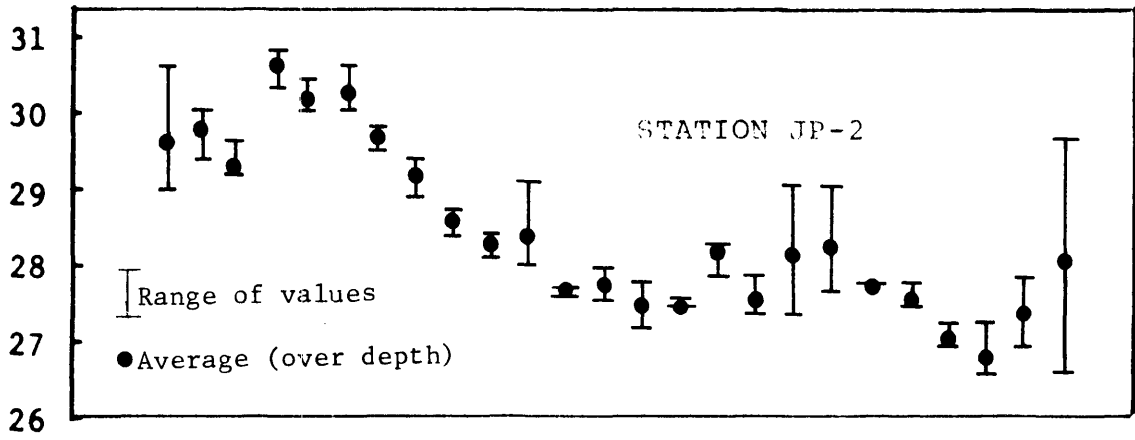 31
30
29
28
27
26
STATION JP-2
Range of values
Average (over depth)